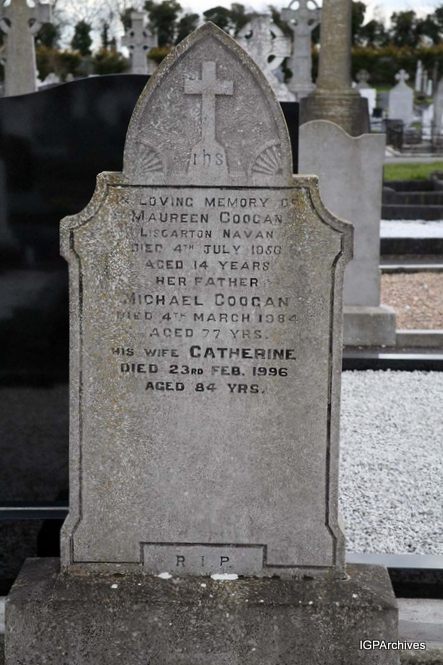 IHS
IN LOVING MEMORY OF
MAUREEN COOGAN
LISCARTON NAVAN
DIED 4TH JULY 1950
AGED 14 YEARS
HER FATHER
MICHAEL COOGAN
DIED 4TH MARCH 1984
AGED 77 YRS.
HIS WIFE CATHERINE
DIED 23RD FEB. 1996
AGED 84 YRS.
R.I.P.
IGPArchives